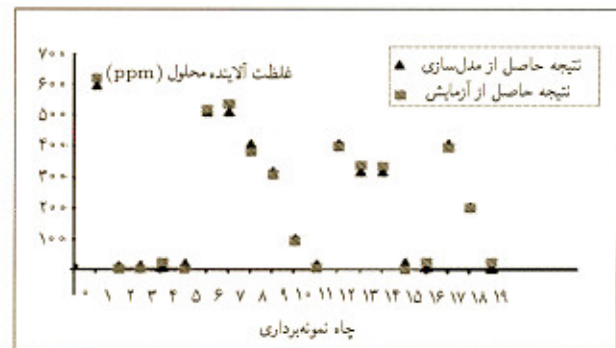 غلظت آلاینده محلول (ppm)
▲ نتیجه حاصل از مدل‌سازی
■ نتیجه حاصل از آزمایش
۷۰۰
۶۰۰
۵۰۰
۴۰۰
۳۰۰
۲۰۰
۱۰۰
۰ ۱ ۲ ۳ ۴ ۵ ۶ ۷ ۸ ۹ ۱۰ ۱۱ ۱۲ ۱۳ ۱۴ ۱۵ ۱۶ ۱۷ ۱۸ ۱۹
چاه نمونه‌برداری